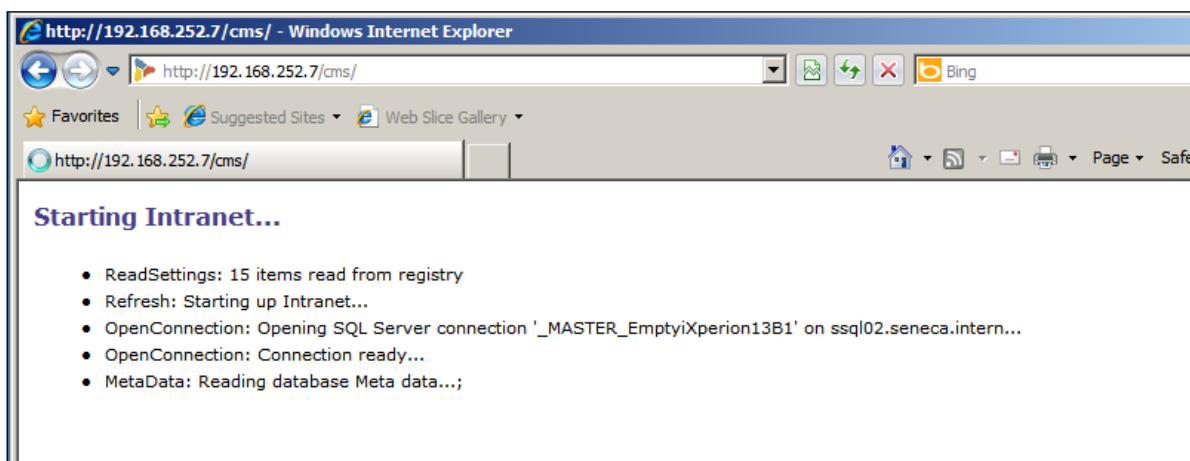 http://192.168.252.7/cms/ - Windows Internet Explorer
http://192.168.252.7/cms/
Bing
Favorites
Suggested Sites
Web Slice Gallery
http://192.168.252.7/cms/
Page
Safe
Starting Intranet...
• ReadSettings: 15 items read from registry
• Refresh: Starting up Intranet...
• OpenConnection: Opening SQL Server connection '_MASTER_EmptyiXperion13B1' on ssql02.seneca.intern...
• OpenConnection: Connection ready...
• MetaData: Reading database Meta data...;